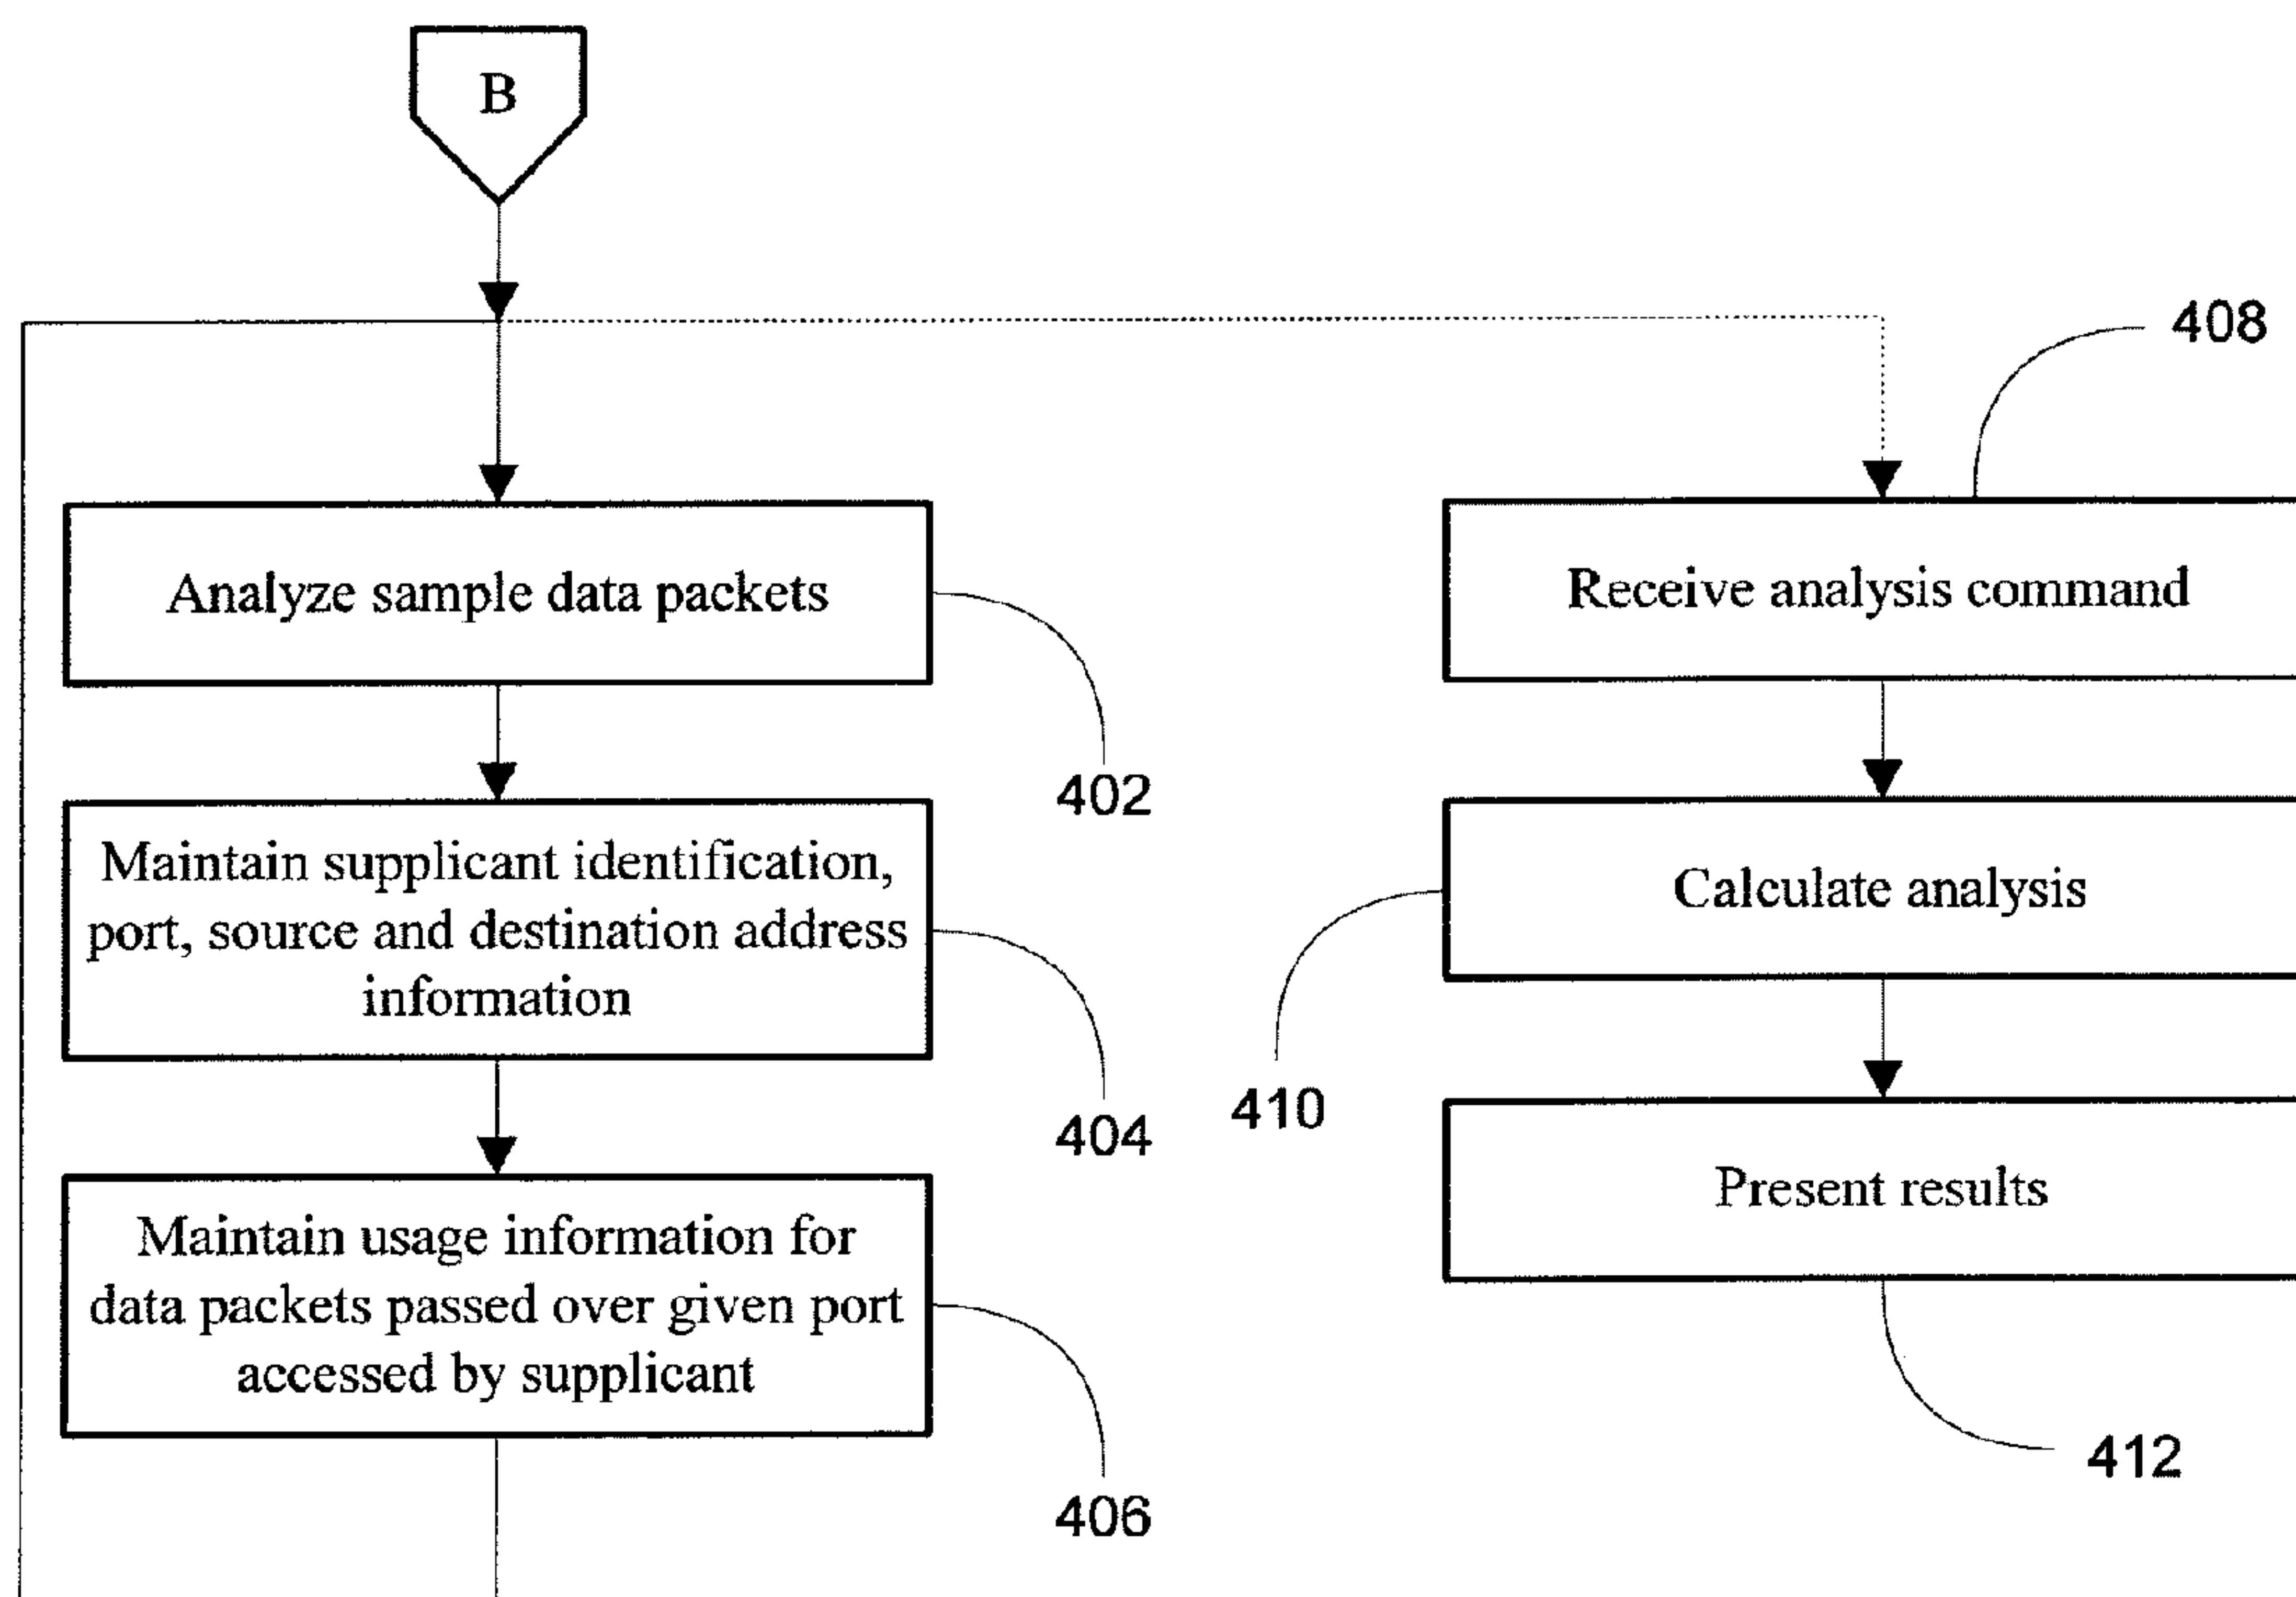 B
408
Analyze sample data packets
Receive analysis command
402
Maintain supplicant identification,
port, source and destination address
information
Calculate analysis
404
410
Maintain usage information for
data packets passed over given port
accessed by supplicant
Present results
406
412